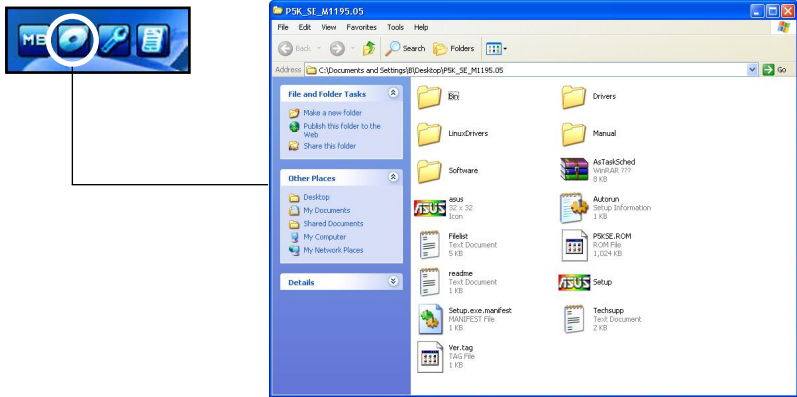 MB
P5K_SE_M1195.05
File Edit View Favorites Tools Help
Back Search Folders
Address C:\Documents and Settings\B\Desktop\P5K_SE_M1195.05 Go
File and Folder Tasks
Make a new folder
Publish this folder to the
Web
Share this folder
Other Places
Desktop
My Documents
Shared Documents
My Computer
My Network Places
Details
Bin
Drivers
LinuxDrivers
Manual
Software
AsTaskSched
WinRAR ???
8 KB
asus
32 x 32
Icon
Autorun
Setup Information
1 KB
Filelist
Text Document
5 KB
P5KSE.ROM
ROM File
1,024 KB
readme
Text Document
1 KB
Setup
Setup.exe.manifest
MANIFEST File
1 KB
Techsupp
Text Document
2 KB
Ver.tag
TAG File
1 KB